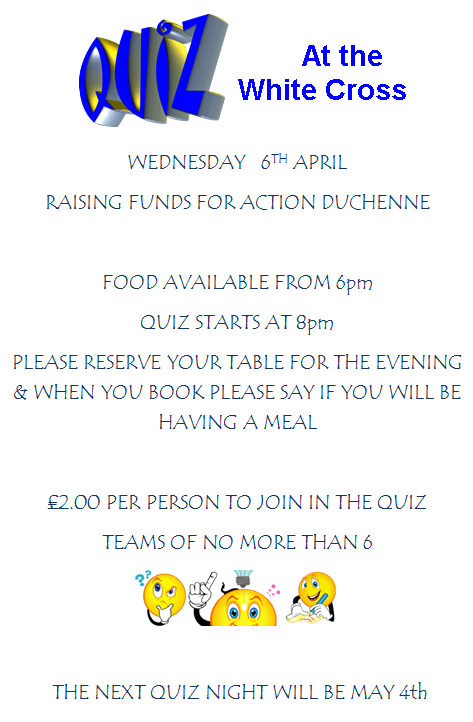 QUIZ
At the
White Cross
WEDNESDAY 6TH APRIL
RAISING FUNDS FOR ACTION DUCHENNE
FOOD AVAILABLE FROM 6pm
QUIZ STARTS AT 8pm
PLEASE RESERVE YOUR TABLE FOR THE EVENING
& WHEN YOU BOOK PLEASE SAY IF YOU WILL BE
HAVING A MEAL
£2.00 PER PERSON TO JOIN IN THE QUIZ
TEAMS OF NO MORE THAN 6
??
THE NEXT QUIZ NIGHT WILL BE MAY 4th